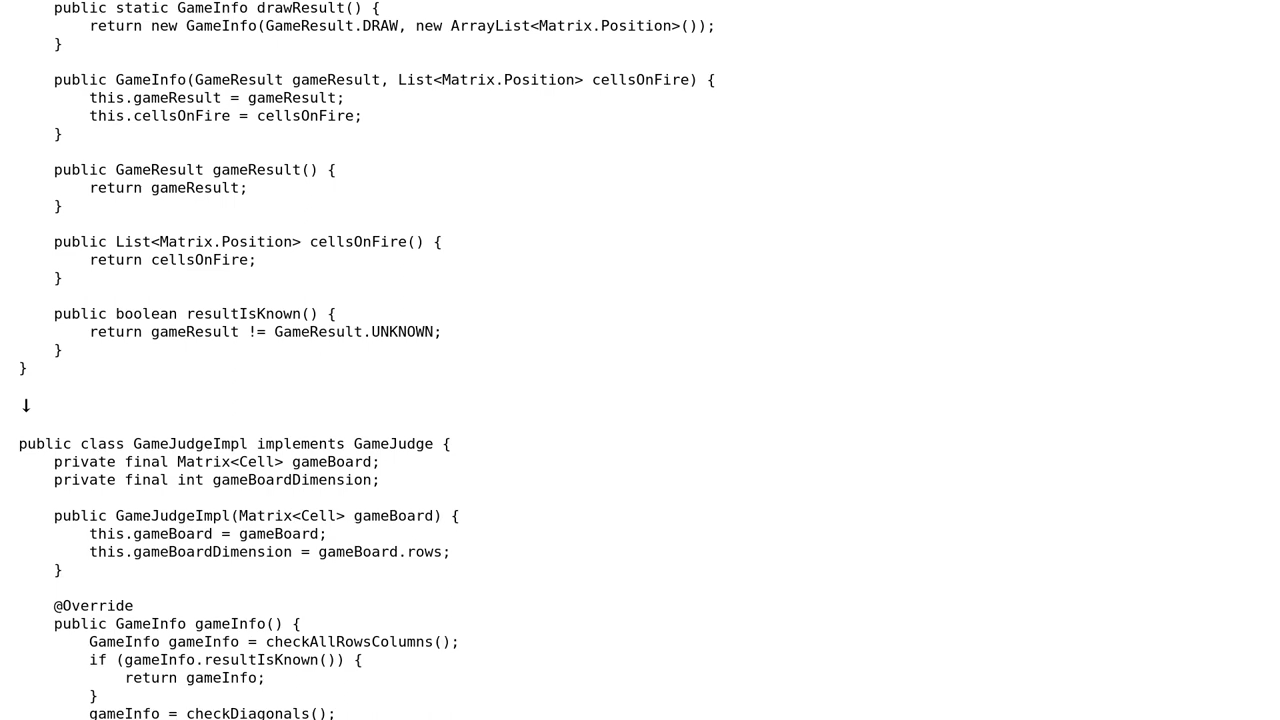 public static GameInfo drawResult() {
        return new GameInfo(GameResult.DRAW, new ArrayList<Matrix.Position>());
    }

    public GameInfo(GameResult gameResult, List<Matrix.Position> cellsOnFire) {
        this.gameResult = gameResult;
        this.cellsOnFire = cellsOnFire;
    }

    public GameResult gameResult() {
        return gameResult;
    }

    public List<Matrix.Position> cellsOnFire() {
        return cellsOnFire;
    }

    public boolean resultIsKnown() {
        return gameResult != GameResult.UNKNOWN;
    }
}

↓

public class GameJudgeImpl implements GameJudge {
    private final Matrix<Cell> gameBoard;
    private final int gameBoardDimension;

    public GameJudgeImpl(Matrix<Cell> gameBoard) {
        this.gameBoard = gameBoard;
        this.gameBoardDimension = gameBoard.rows;
    }

    @Override
    public GameInfo gameInfo() {
        GameInfo gameInfo = checkAllRowsColumns();
        if (gameInfo.resultIsKnown()) {
            return gameInfo;
        }
        gameInfo = checkDiagonals();